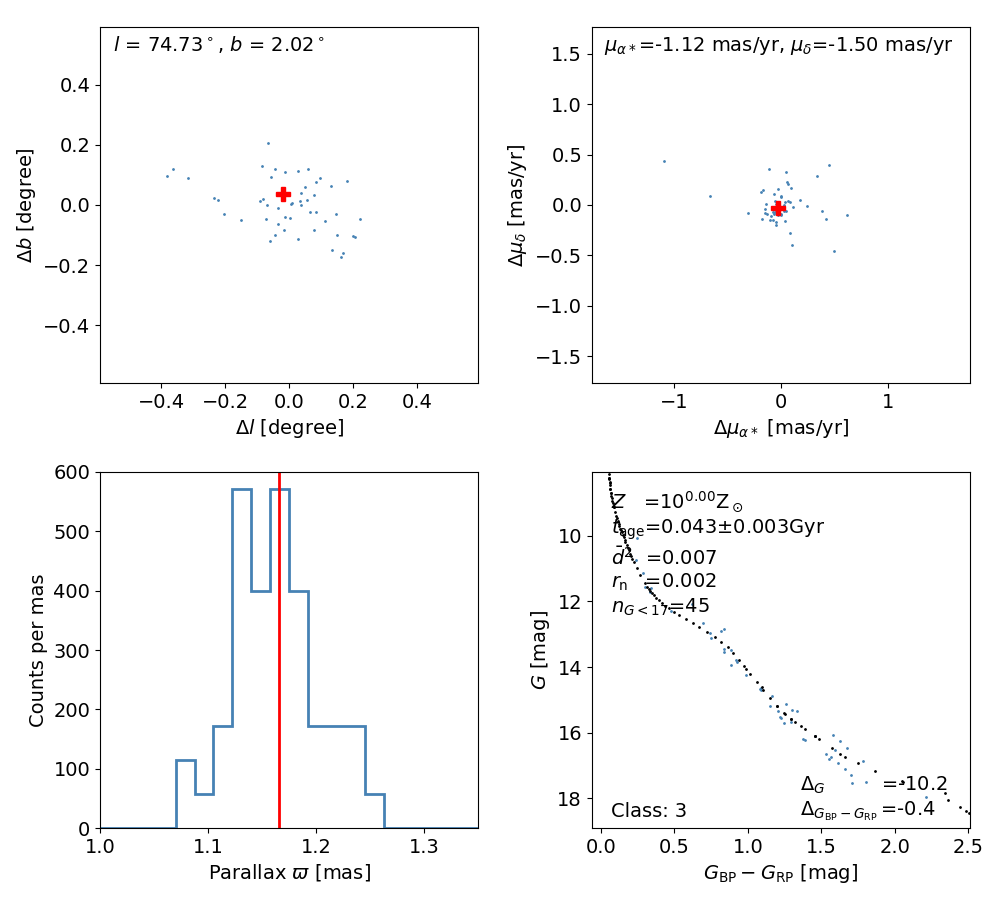 l = 74.73°, b = 2.02°
0.4
0.2
0.0
−0.2
−0.4
Δb [degree]
−0.4 −0.2 0.0 0.2 0.4
Δl [degree]
μα*=-1.12 mas/yr, μδ=-1.50 mas/yr
1.5
1.0
0.5
0.0
−0.5
−1.0
−1.5
Δμδ [mas/yr]
−1 0 1
Δμα* [mas/yr]
600
500
400
300
200
100
0
Counts per mas
1.0 1.1 1.2 1.3
Parallax ϖ [mas]
Z =10^0.00 Z⊙
tage=0.043±0.003Gyr
d̄² =0.007
rn =0.002
nG<17=45
10
12
14
16
18
G [mag]
ΔG =-10.2
ΔGBP−GRP =-0.4
Class: 3
0.0 0.5 1.0 1.5 2.0 2.5
GBP − GRP [mag]